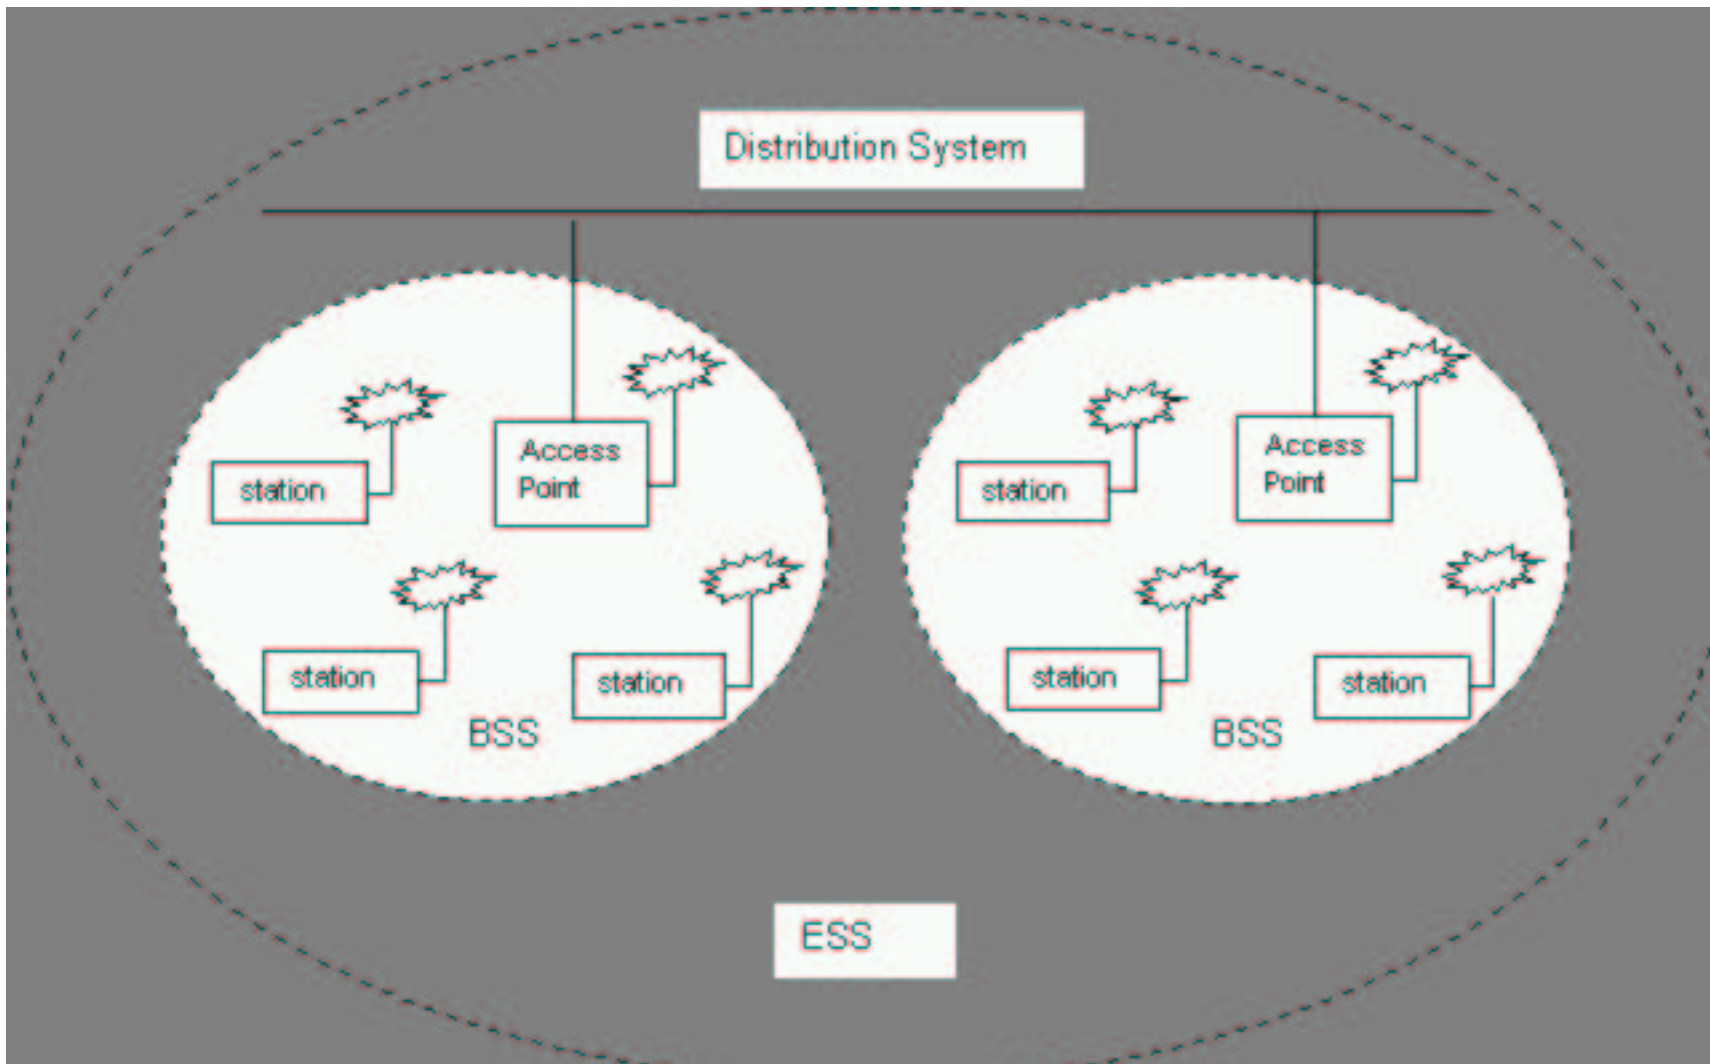 Distribution System
Access
Point
station
station
station
BSS
Access
Point
station
station
station
BSS
ESS